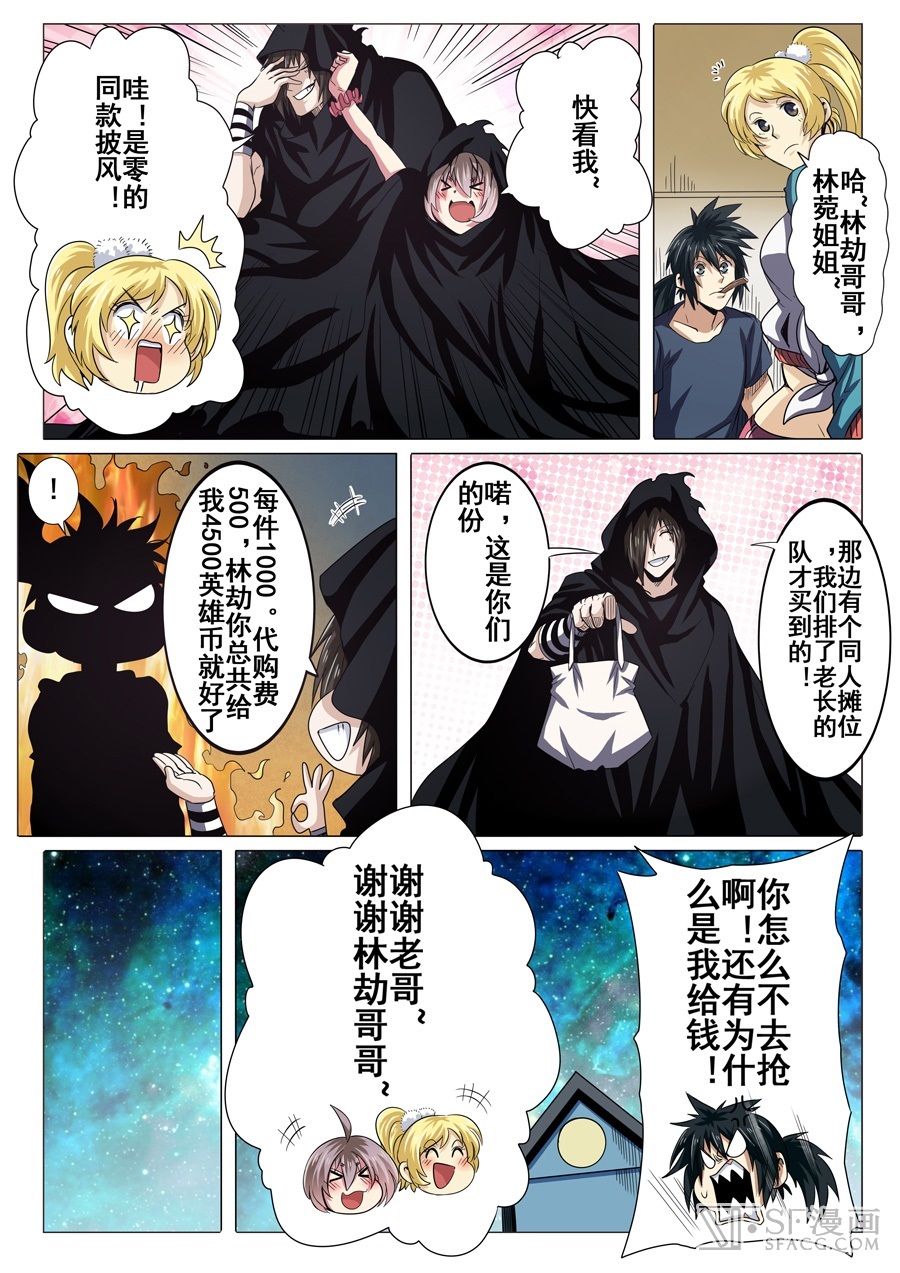 哈~林劫哥哥，
林菀姐姐~
快看我~
哇！是零的
同款披风！
那边有个同人摊位
，我们排了老长的
队才买到的！
喏，这是你们
的份
每件1000。代购费
500，林劫你总共给
我4500英雄币就好了
！
你怎么不去抢
啊！还有为什
么是我给钱！
谢谢老哥~
谢谢林劫哥哥~
SF漫画
SFACG.COM